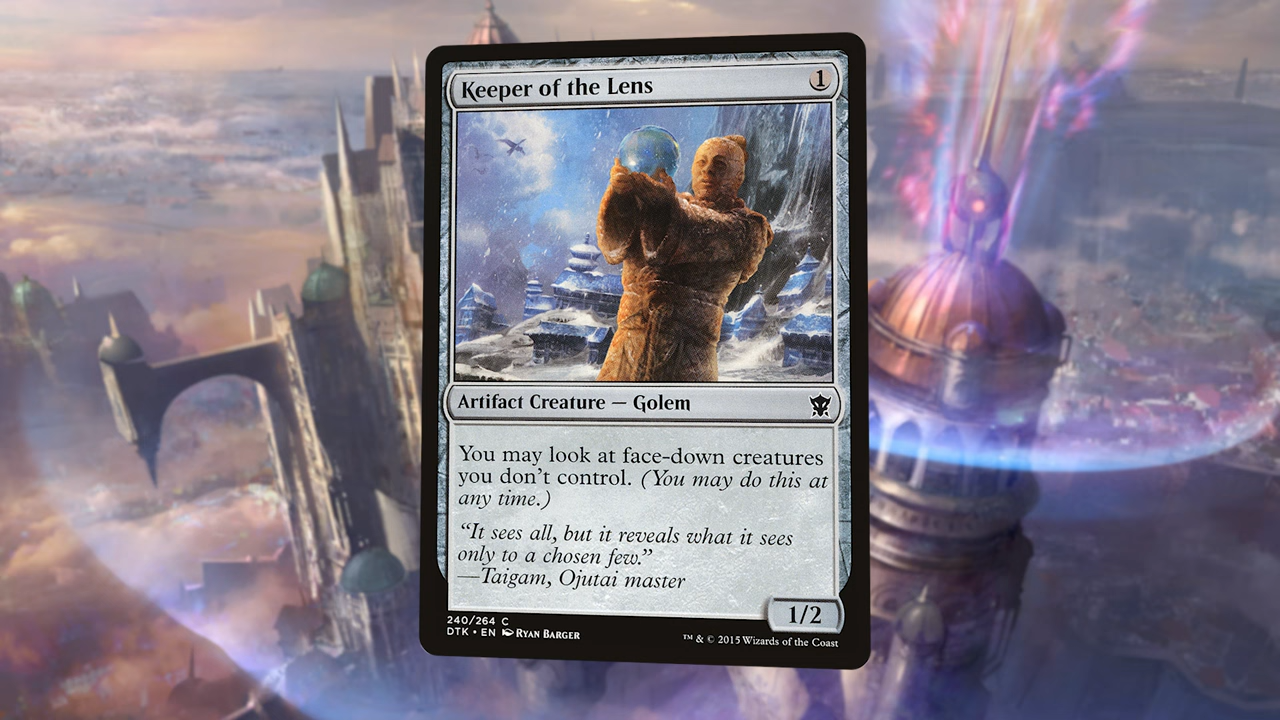 Keeper of the Lens
1
Artifact Creature — Golem
You may look at face-down creatures
you don't control. (You may do this at
any time.)
“It sees all, but it reveals what it sees
only to a chosen few.”
—Taigam, Ojutai master
1/2
240/264 C
DTK • EN Ryan Barger
™ & © 2015 Wizards of the Coast